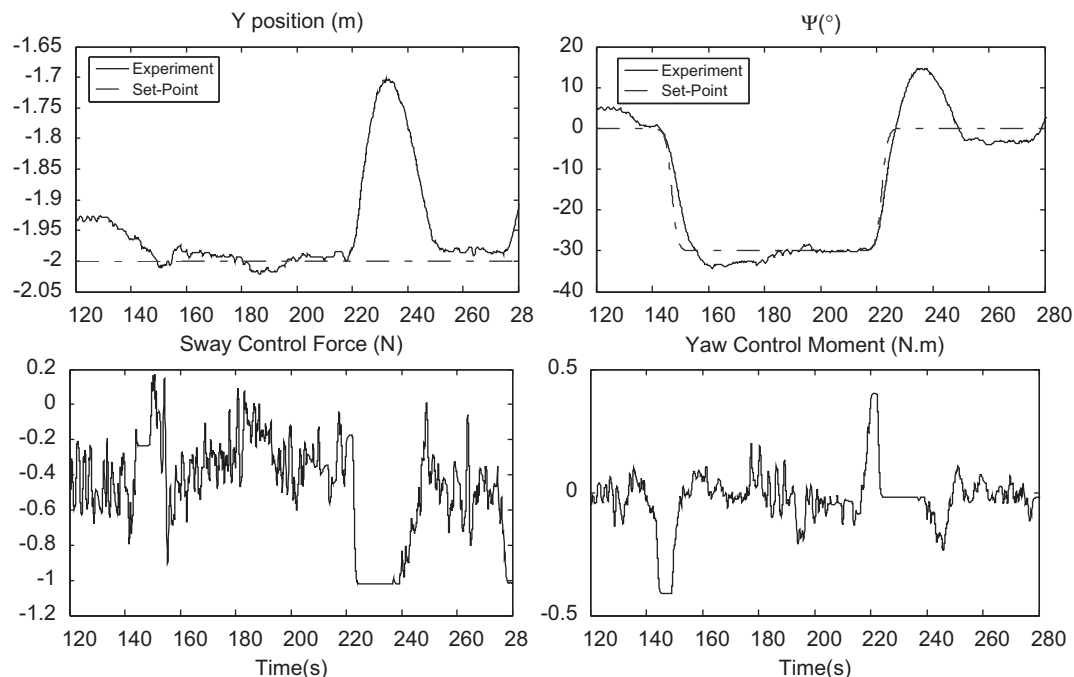 Y position (m)
-1.65
-1.7
-1.75
-1.8
-1.85
-1.9
-1.95
-2
-2.05
Experiment
Set-Point
120 140 160 180 200 220 240 260 28
Ψ(°)
20
10
0
-10
-20
-30
-40
Experiment
Set-Point
120 140 160 180 200 220 240 260 280
Sway Control Force (N)
0.2
0
-0.2
-0.4
-0.6
-0.8
-1
-1.2
120 140 160 180 200 220 240 260 28
Time(s)
Yaw Control Moment (N.m)
0.5
0
-0.5
120 140 160 180 200 220 240 260 280
Time(s)